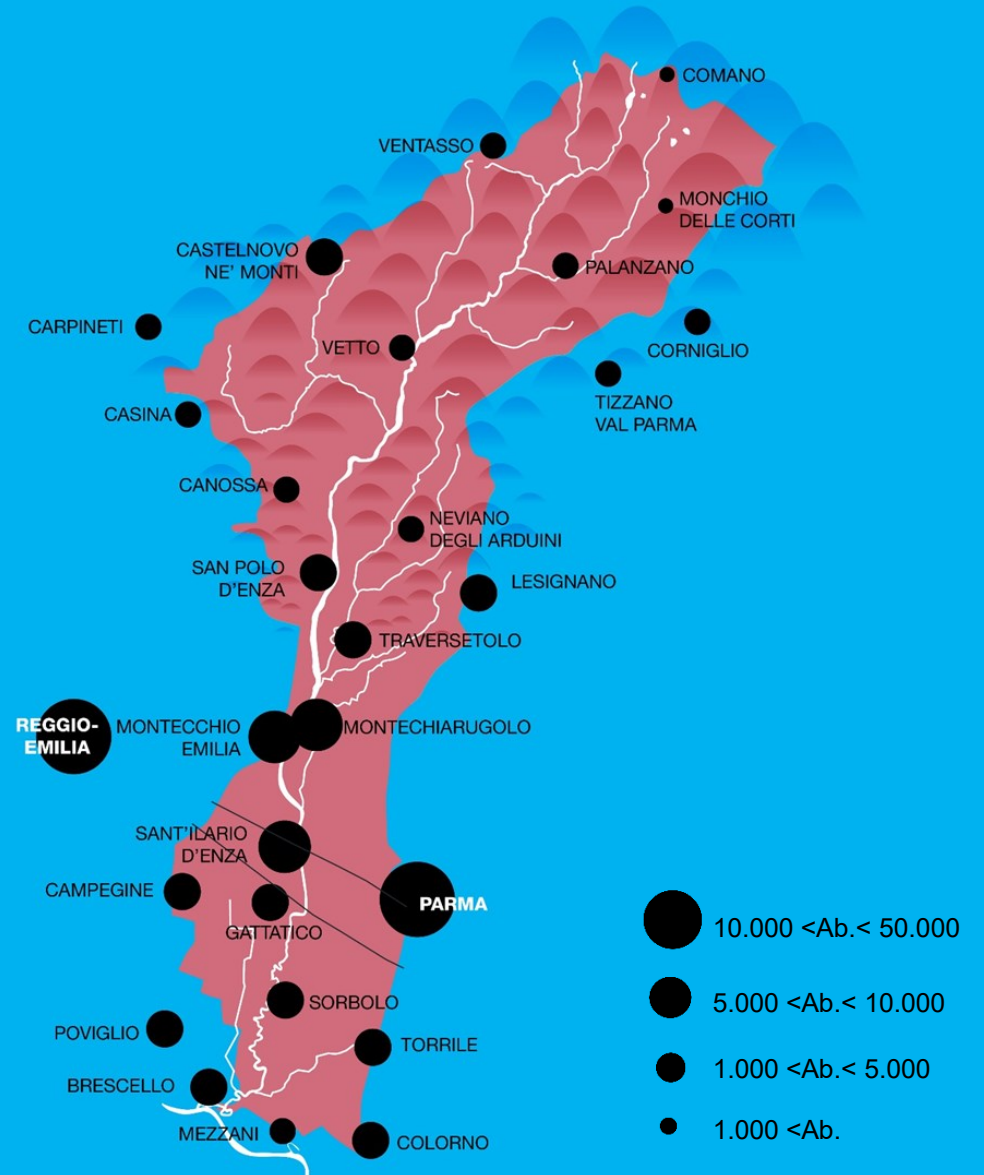 COMANO
VENTASSO
MONCHIO
DELLE CORTI
CASTELNOVO
NE' MONTI
PALANZANO
CARPINETI
VETTO
CORNIGLIO
CASINA
TIZZANO
VAL PARMA
CANOSSA
NEVIANO
DEGLI ARDUINI
SAN POLO
D'ENZA
LESIGNANO
TRAVERSETOLO
REGGIO-
EMILIA
MONTECCHIO
EMILIA
MONTECHIARUGOLO
SANT'ILARIO
D'ENZA
CAMPEGINE
PARMA
GATTATICO
10.000 <Ab.< 50.000
SORBOLO
5.000 <Ab.< 10.000
POVIGLIO
TORRILE
1.000 <Ab.< 5.000
BRESCELLO
MEZZANI
COLORNO
1.000 <Ab.